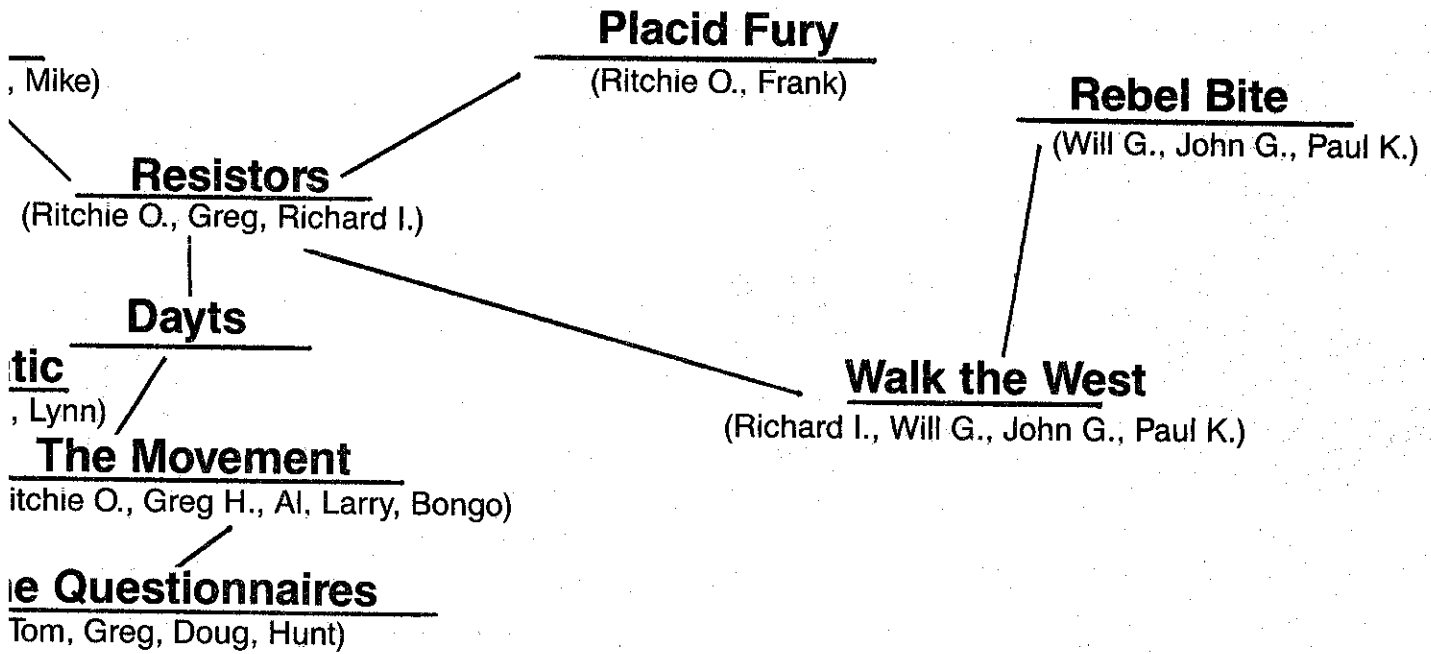 Placid Fury
(Ritchie O., Frank)
, Mike)
Rebel Bite
(Will G., John G., Paul K.)
Resistors
(Ritchie O., Greg, Richard I.)
Dayts
tic
, Lynn)
Walk the West
(Richard I., Will G., John G., Paul K.)
The Movement
itchie O., Greg H., Al, Larry, Bongo)
e Questionnaires
Tom, Greg, Doug, Hunt)